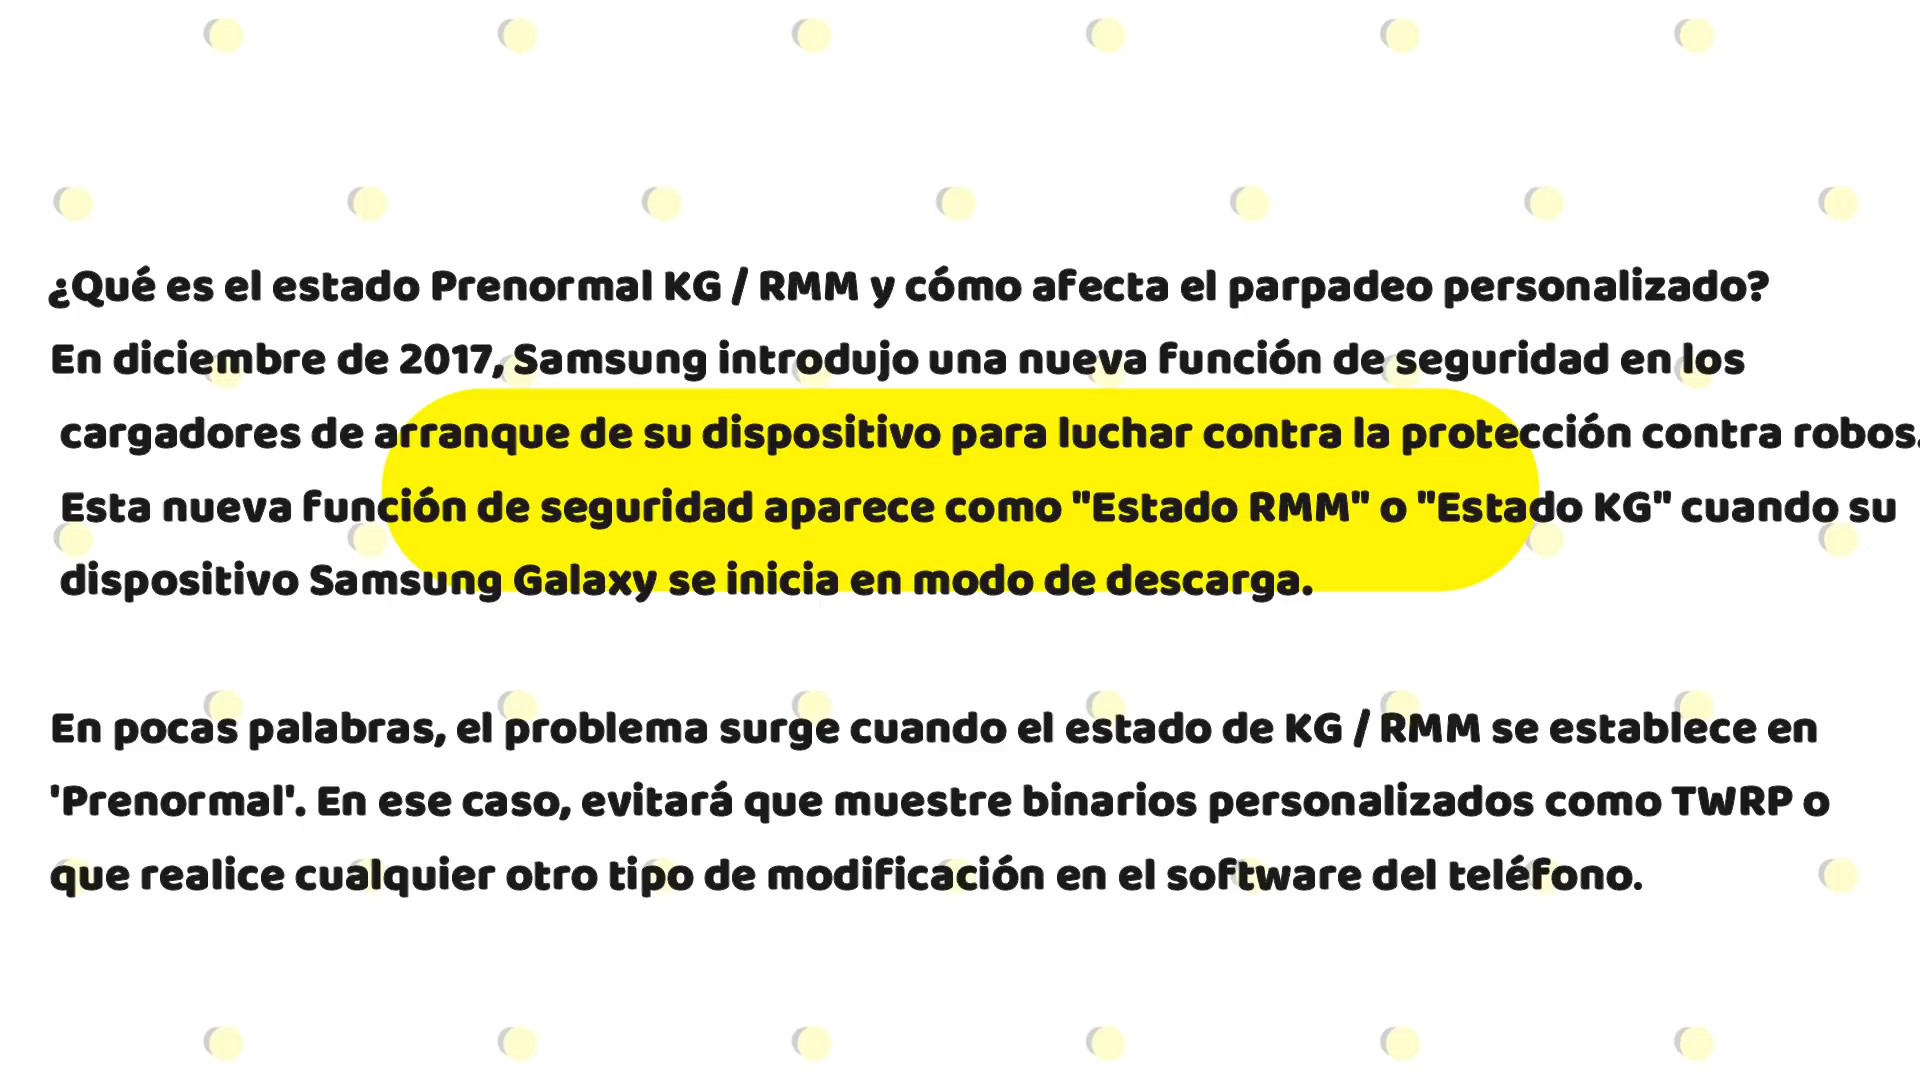 ¿Qué es el estado Prenormal KG / RMM y cómo afecta el parpadeo personalizado?
En diciembre de 2017, Samsung introdujo una nueva función de seguridad en los
cargadores de arranque de su dispositivo para luchar contra la protección contra robos.
Esta nueva función de seguridad aparece como "Estado RMM" o "Estado KG" cuando su
dispositivo Samsung Galaxy se inicia en modo de descarga.
En pocas palabras, el problema surge cuando el estado de KG / RMM se establece en
'Prenormal'. En ese caso, evitará que muestre binarios personalizados como TWRP o
que realice cualquier otro tipo de modificación en el software del teléfono.